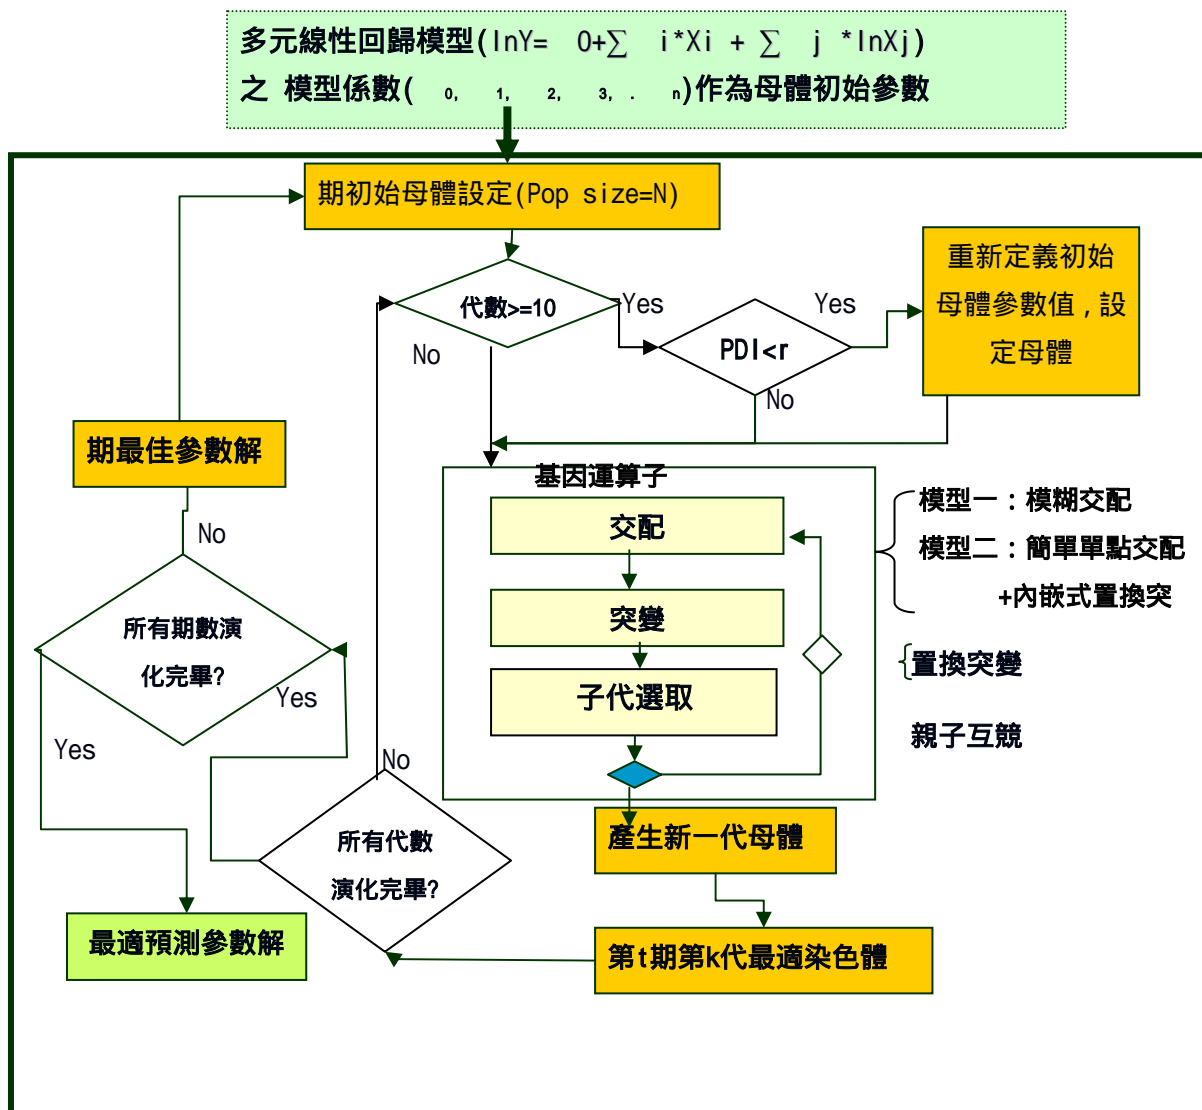 多元線性回歸模型(lnY= 0+∑ i*Xi + ∑ j *lnXj)
之 模型係數( 0, 1, 2, 3, . n)作為母體初始參數
期初始母體設定(Pop size=N)
代數>=10
Yes
No
PDI<r
Yes
No
重新定義初始
母體參數值,設
定母體
期最佳參數解
No
所有期數演
化完畢?
Yes
Yes
基因運算子
交配
突變
子代選取
模型一:模糊交配
模型二:簡單單點交配
+內嵌式置換突
置換突變
親子互競
No
所有代數
演化完畢?
產生新一代母體
最適預測參數解
第t期第k代最適染色體